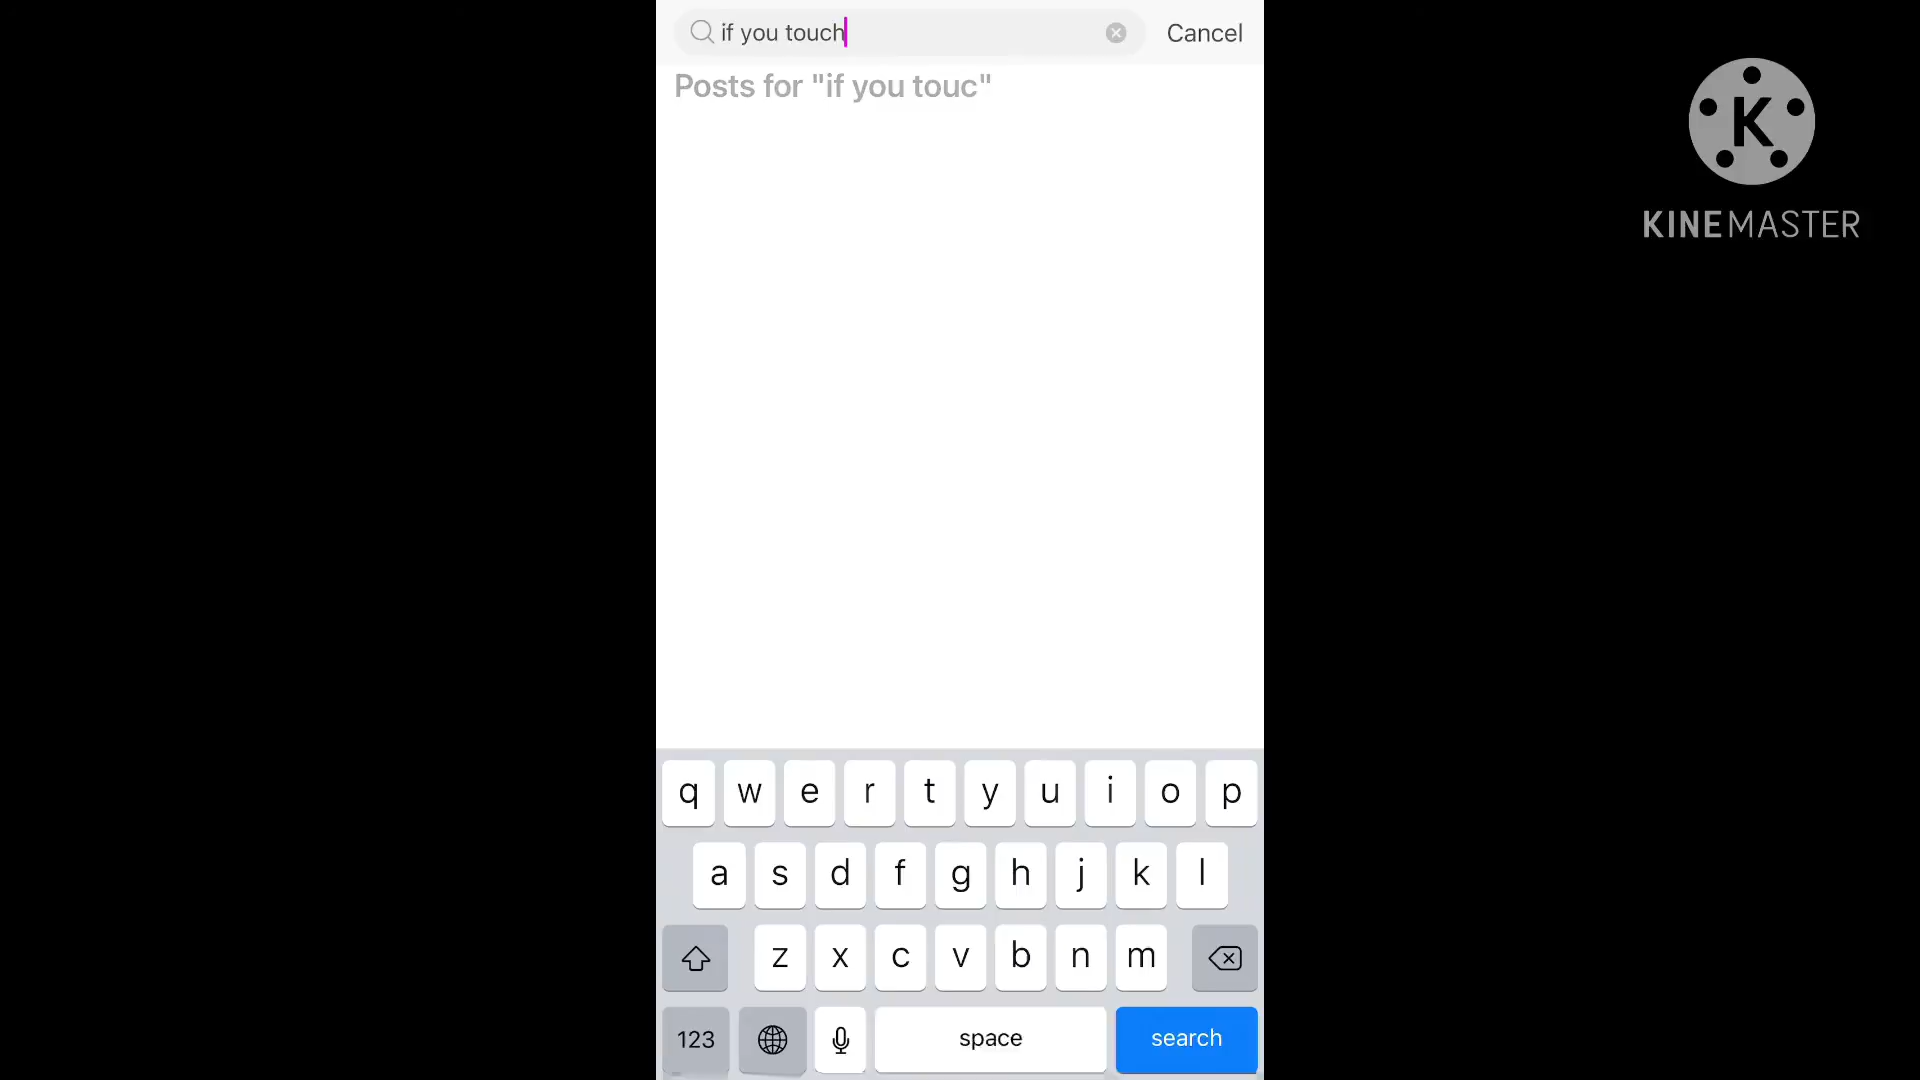 if you touch
Cancel
Posts for "if you touc"
K
KINEMASTER
q w e r t y u i o p
a s d f g h j k l
z x c v b n m
123
space
search